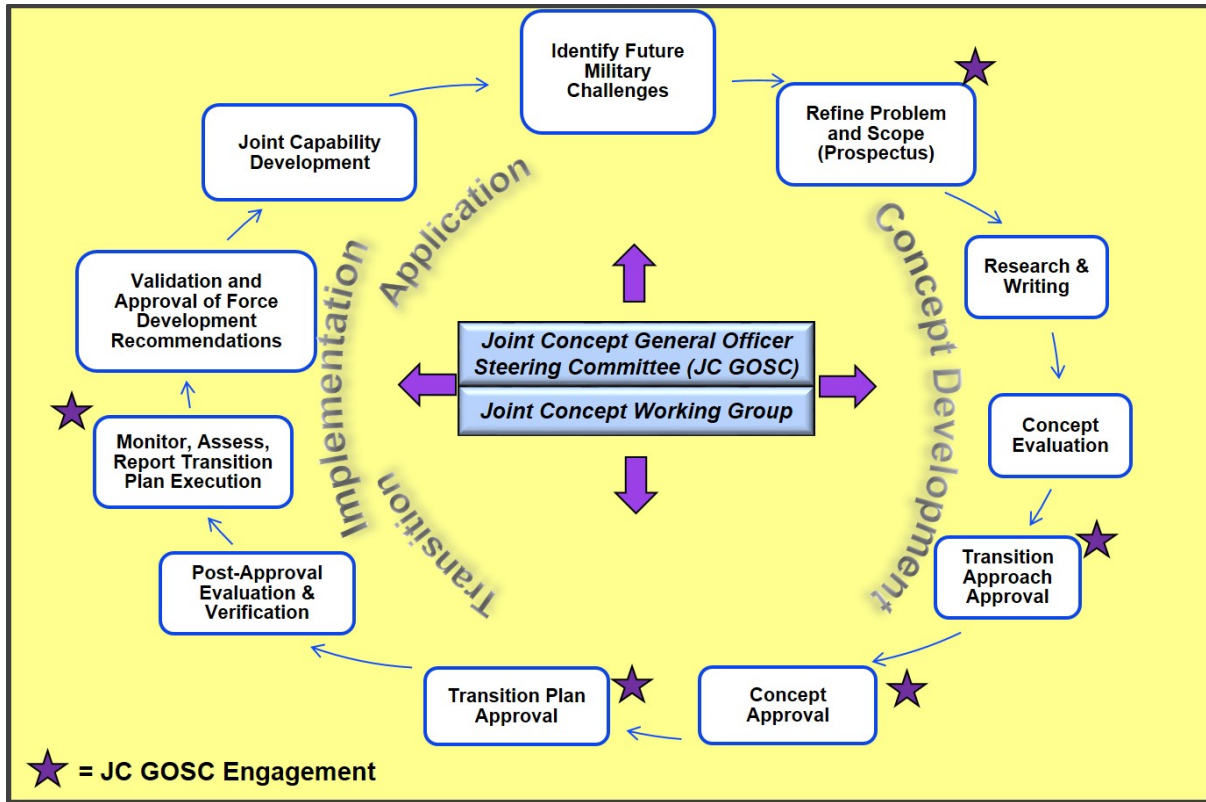 Identify Future
Military
Challenges
Refine Problem
and Scope
(Prospectus)
Research &
Writing
Concept
Evaluation
Transition
Approach
Approval
Concept
Approval
Transition Plan
Approval
Post-Approval
Evaluation &
Verification
Monitor, Assess,
Report Transition
Plan Execution
Validation and
Approval of Force
Development
Recommendations
Joint Capability
Development
Application
Implementation
Transition
Concept Development
Joint Concept General Officer
Steering Committee (JC GOSC)
Joint Concept Working Group
= JC GOSC Engagement